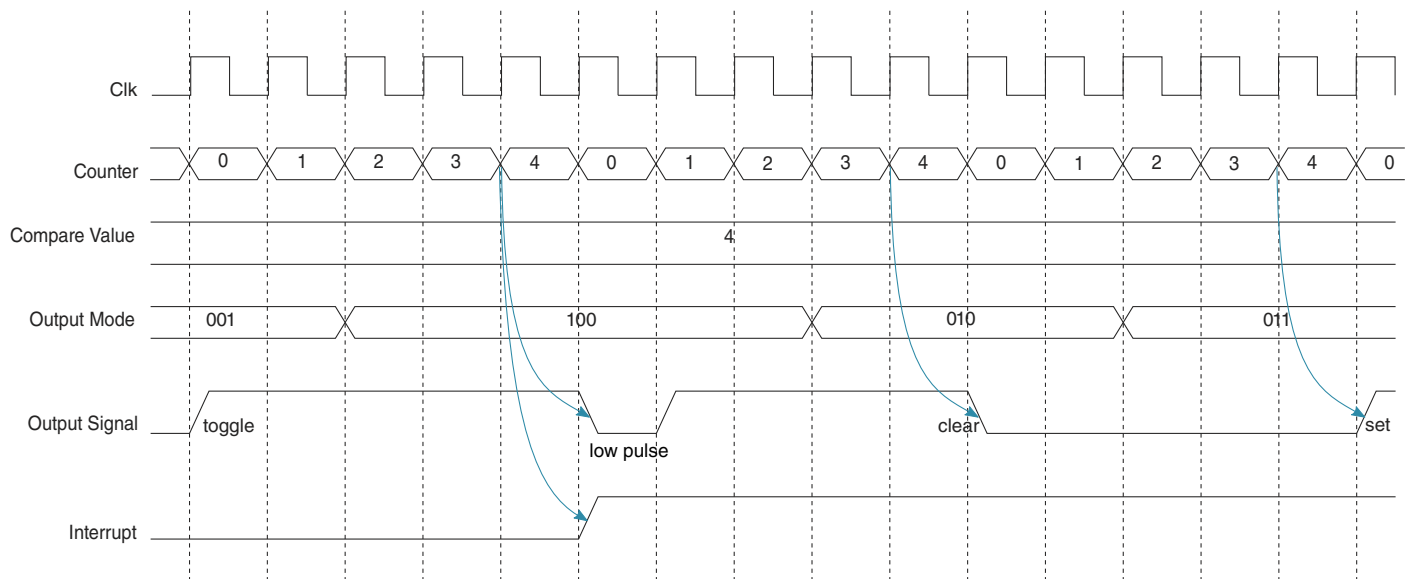 Clk
Counter 0 1 2 3 4 0 1 2 3 4 0 1 2 3 4 0
Compare Value 4
Output Mode 001 100 010 011
Output Signal toggle low pulse clear set
Interrupt